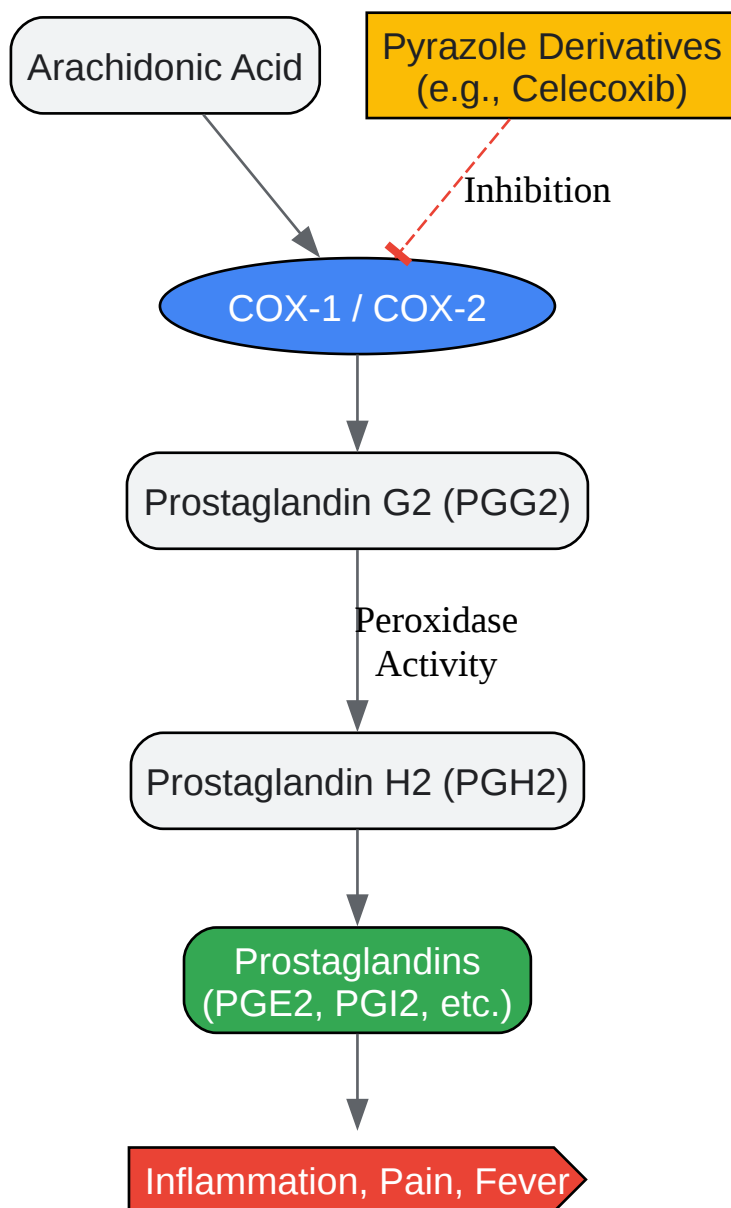 Arachidonic Acid
Pyrazole Derivatives
(e.g., Celecoxib)
Inhibition
COX-1 / COX-2
Prostaglandin G2 (PGG2)
Peroxidase
Activity
Prostaglandin H2 (PGH2)
Prostaglandins
(PGE2, PGI2, etc.)
Inflammation, Pain, Fever